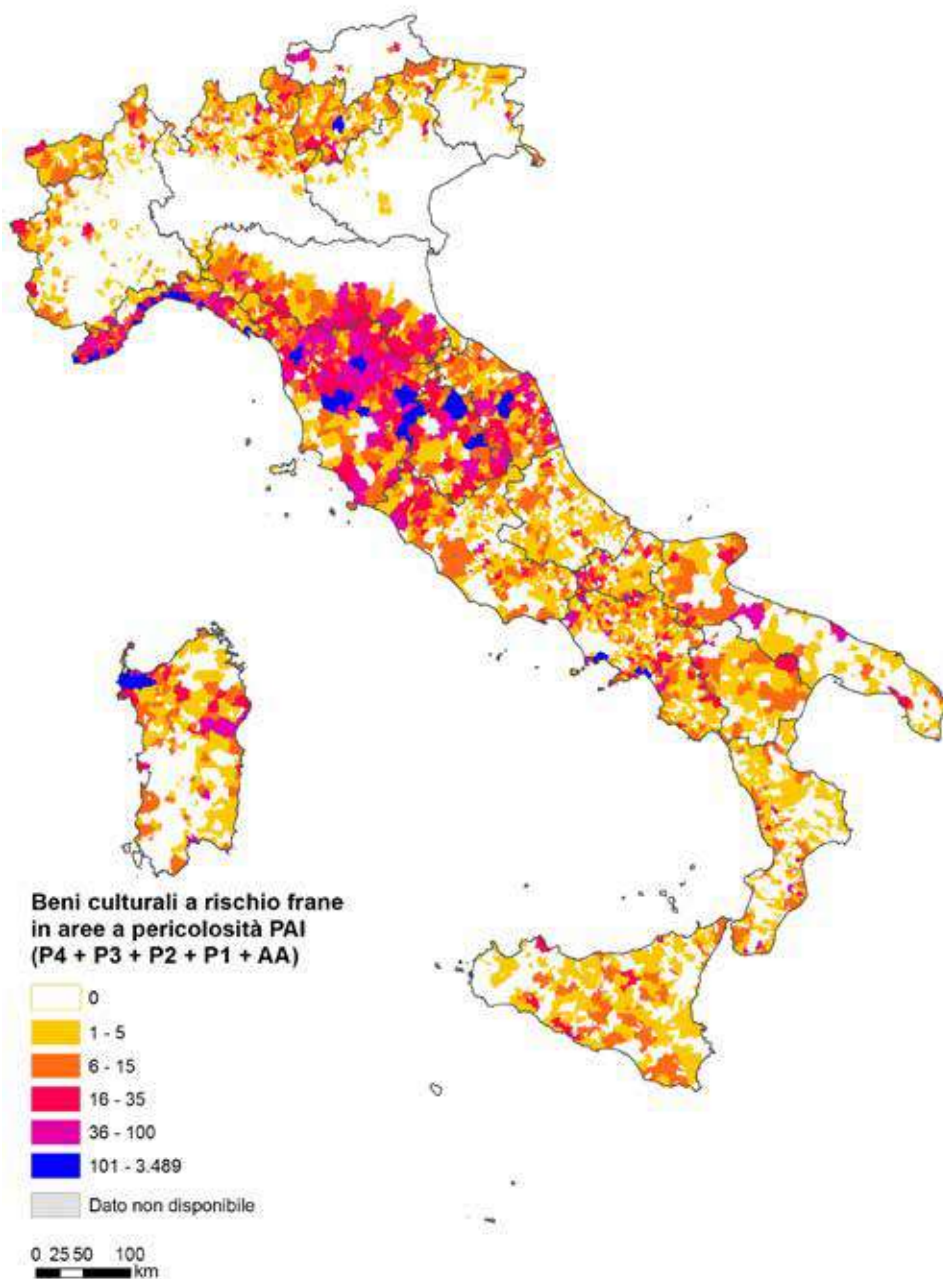 Beni culturali a rischio frane
in aree a pericolosità PAI
(P4 + P3 + P2 + P1 + AA)
0
1 - 5
6 - 15
16 - 35
36 - 100
101 - 3.489
Dato non disponibile
0 25 50 100
km